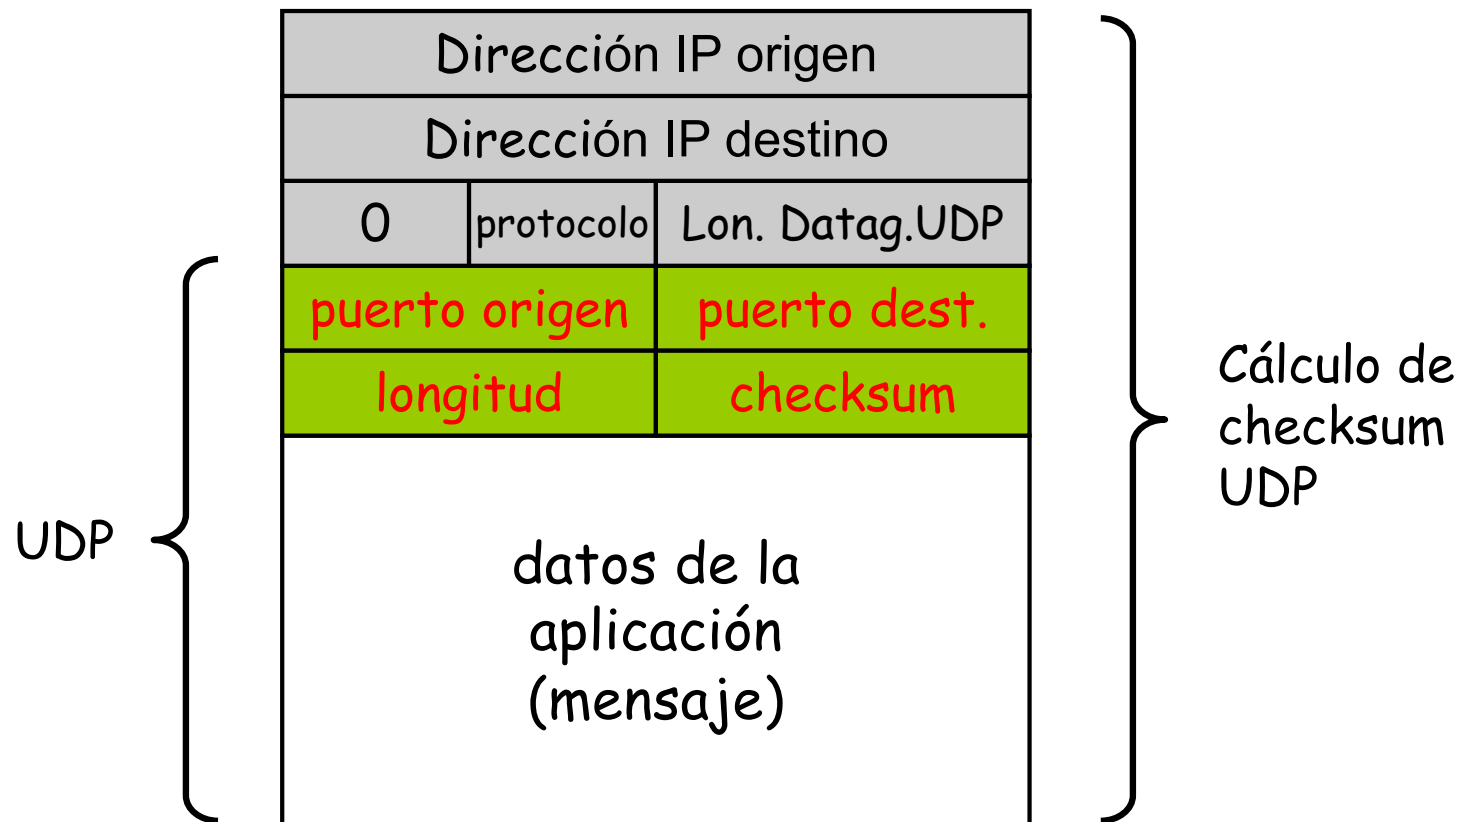 Dirección IP origen
Dirección IP destino
0 protocolo Lon. Datag.UDP
puerto origen puerto dest.
longitud checksum
UDP
datos de la
aplicación
(mensaje)
Cálculo de
checksum
UDP